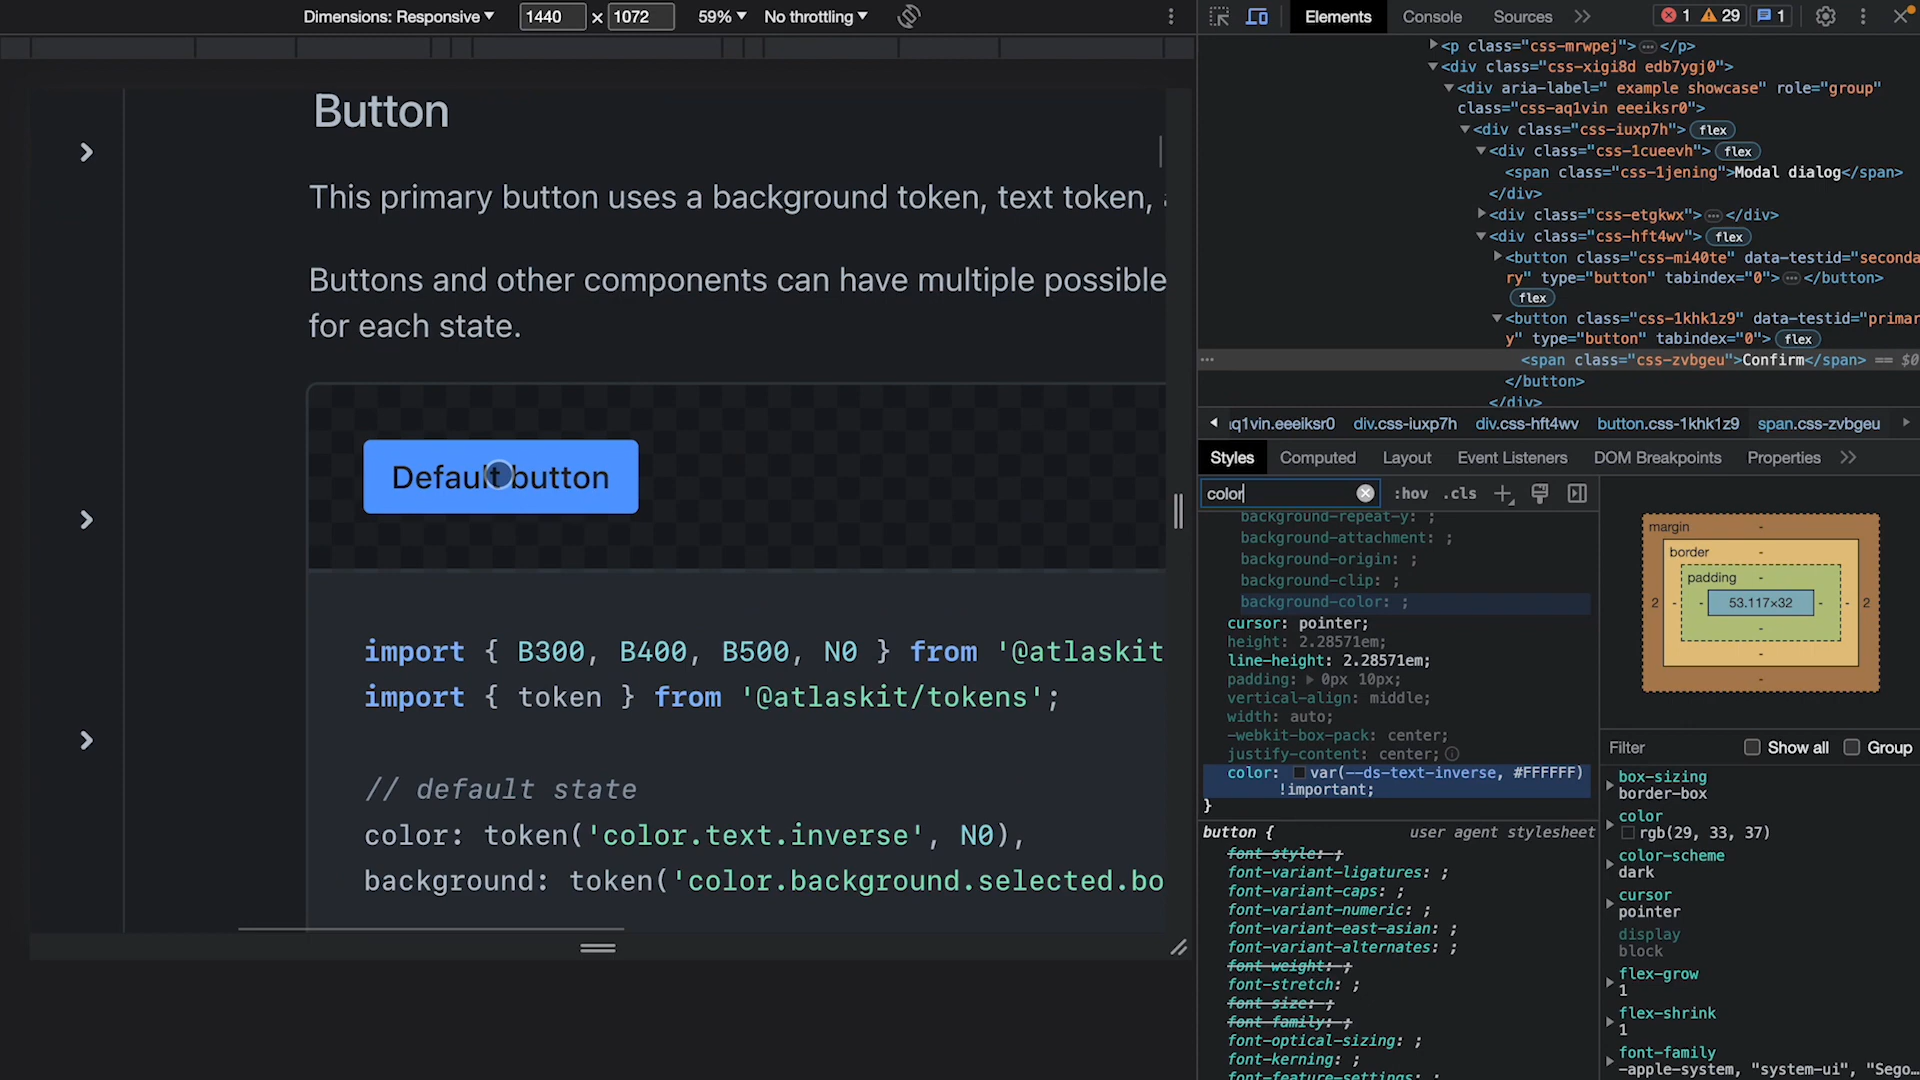 Dimensions: Responsive ▼ 1440 × 1072 59% ▼ No throttling ▼
Button
This primary button uses a background token, text token,
Buttons and other components can have multiple possible
for each state.
Default button
import { B300, B400, B500, N0 } from '@atlaskit
import { token } from '@atlaskit/tokens';
// default state
color: token('color.text.inverse', N0),
background: token('color.background.selected.bo
Elements Console Sources 1 29 1
<p class="css-mrwpej"> … </p>
<div class="css-xigi8d edb7ygj0">
<div aria-label=" example showcase" role="group"
class="css-aq1vin eeeiksr0">
<div class="css-iuxp7h"> flex
<div class="css-1cueevh"> flex
<span class="css-1jening">Modal dialog</span>
</div>
<div class="css-etgkwx"> … </div>
<div class="css-hft4wv"> flex
<button class="css-mi40te" data-testid="seconda
ry" type="button" tabindex="0"> … </button>
flex
<button class="css-1khk1z9" data-testid="primar
y" type="button" tabindex="0"> flex
<span class="css-zvbgeu">Confirm</span> == $0
</button>
</div>
aq1vin.eeeiksr0 div.css-iuxp7h div.css-hft4wv button.css-1khk1z9 span.css-zvbgeu
Styles Computed Layout Event Listeners DOM Breakpoints Properties
color :hov .cls
background-repeat-y: ;
background-attachment: ;
background-origin: ;
background-clip: ;
background-color: ;
cursor: pointer;
height: 2.28571em;
line-height: 2.28571em;
padding: 0px 10px;
vertical-align: middle;
width: auto;
-webkit-box-pack: center;
justify-content: center;
color: var(--ds-text-inverse, #FFFFFF)
!important;
}
button { user agent stylesheet
font-style: ;
font-variant-ligatures: ;
font-variant-caps: ;
font-variant-numeric: ;
font-variant-east-asian: ;
font-variant-alternates: ;
font-weight: ;
font-stretch: ;
font-size: ;
font-family: ;
font-optical-sizing: ;
font-kerning: ;
font-feature-settings: ;
margin -
border -
padding -
2 - - 53.117×32 - - 2
-
-
-
Filter Show all Group
box-sizing
border-box
color
rgb(29, 33, 37)
color-scheme
dark
cursor
pointer
display
block
flex-grow
1
flex-shrink
1
font-family
-apple-system, "system-ui", "Sego…